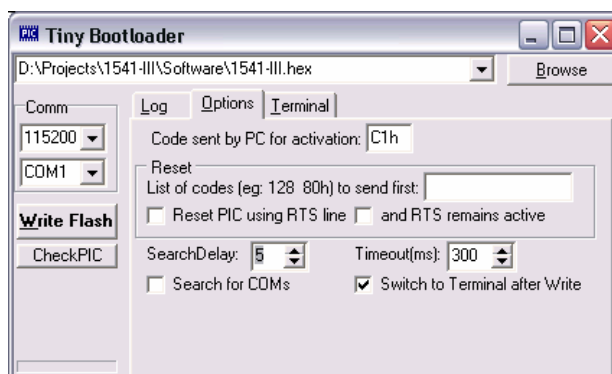 PIC Tiny Bootloader
D:\Projects\1541-III\Software\1541-III.hex
Browse
Comm
115200
COM1
Write Flash
CheckPIC
Log Options Terminal
Code sent by PC for activation: C1h
Reset
List of codes (eg: 128 80h) to send first:
Reset PIC using RTS line and RTS remains active
SearchDelay: 5 Timeout(ms): 300
Search for COMs Switch to Terminal after Write